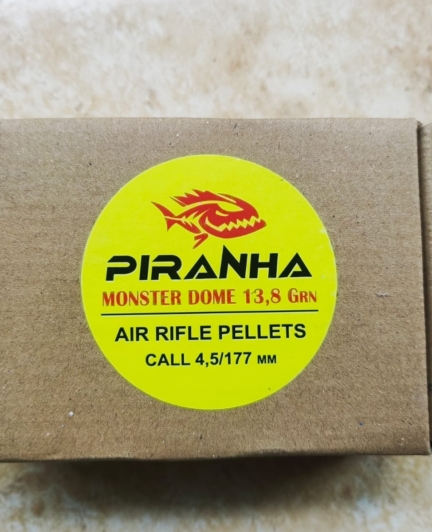 PIRANHA
MONSTER DOME 13,8 GRN
AIR RIFLE PELLETS
CALL 4,5/177 MM